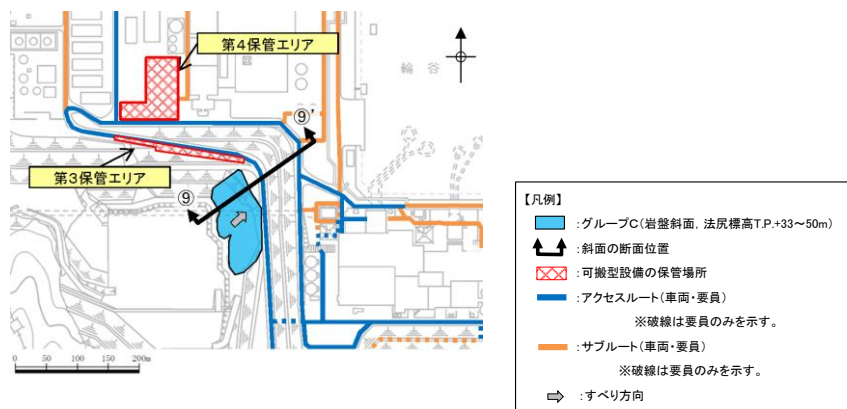 第4保管エリア
輪谷
⑨'
第3保管エリア
⑨
0 50 100 150 200m
【凡例】
:グループC(岩盤斜面, 法尻標高T.P.+33~50m)
:斜面の断面位置
:可搬型設備の保管場所
:アクセスルート(車両・要員)
※破線は要員のみを示す。
:サブルート(車両・要員)
※破線は要員のみを示す。
:すべり方向